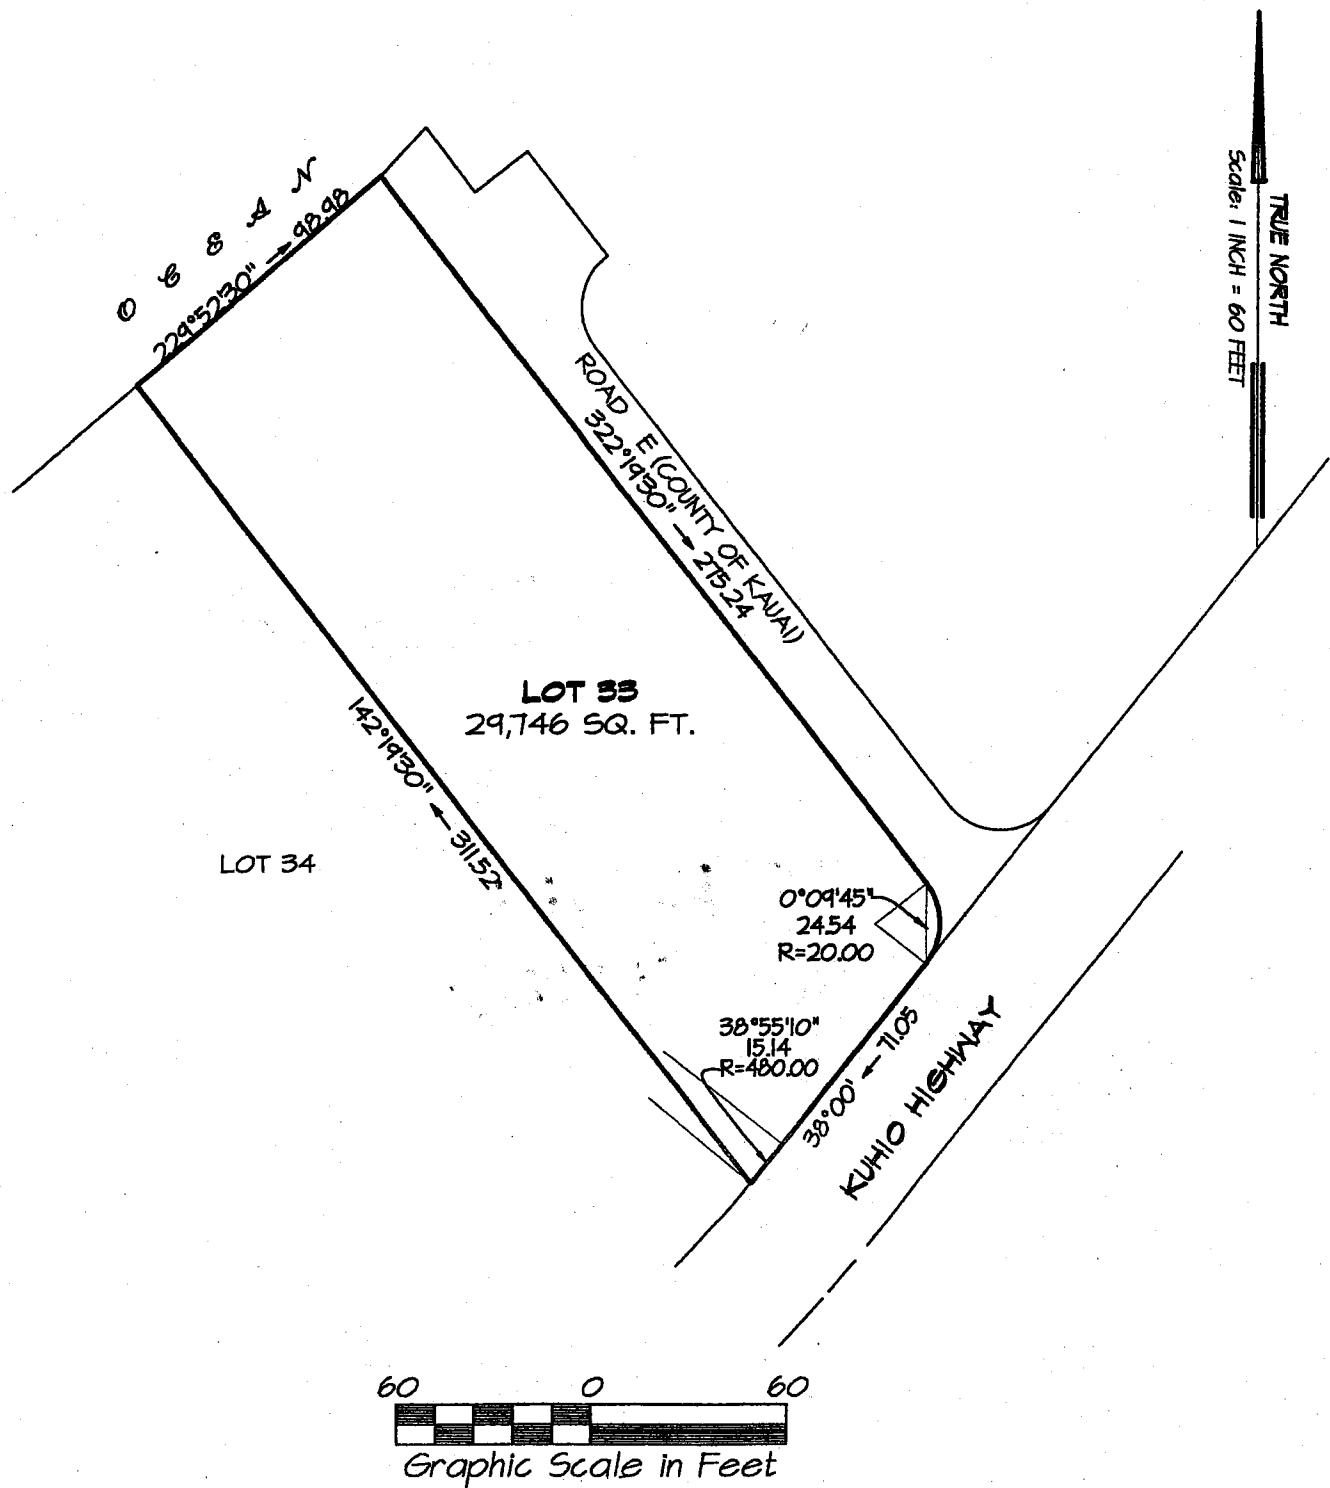 TRUE NORTH
Scale: 1 INCH = 60 FEET
OCEAN
229°52'30" → 98.98
ROAD E (COUNTY OF KAUAI)
322°19'30" → 275.24
LOT 33
29,746 SQ. FT.
142°19'30" ← 311.52
LOT 34
0°09'45"
24.54
R=20.00
38°55'10"
15.14
R=480.00
38°00' ← 71.05
KUHIO HIGHWAY
60 0 60
Graphic Scale in Feet